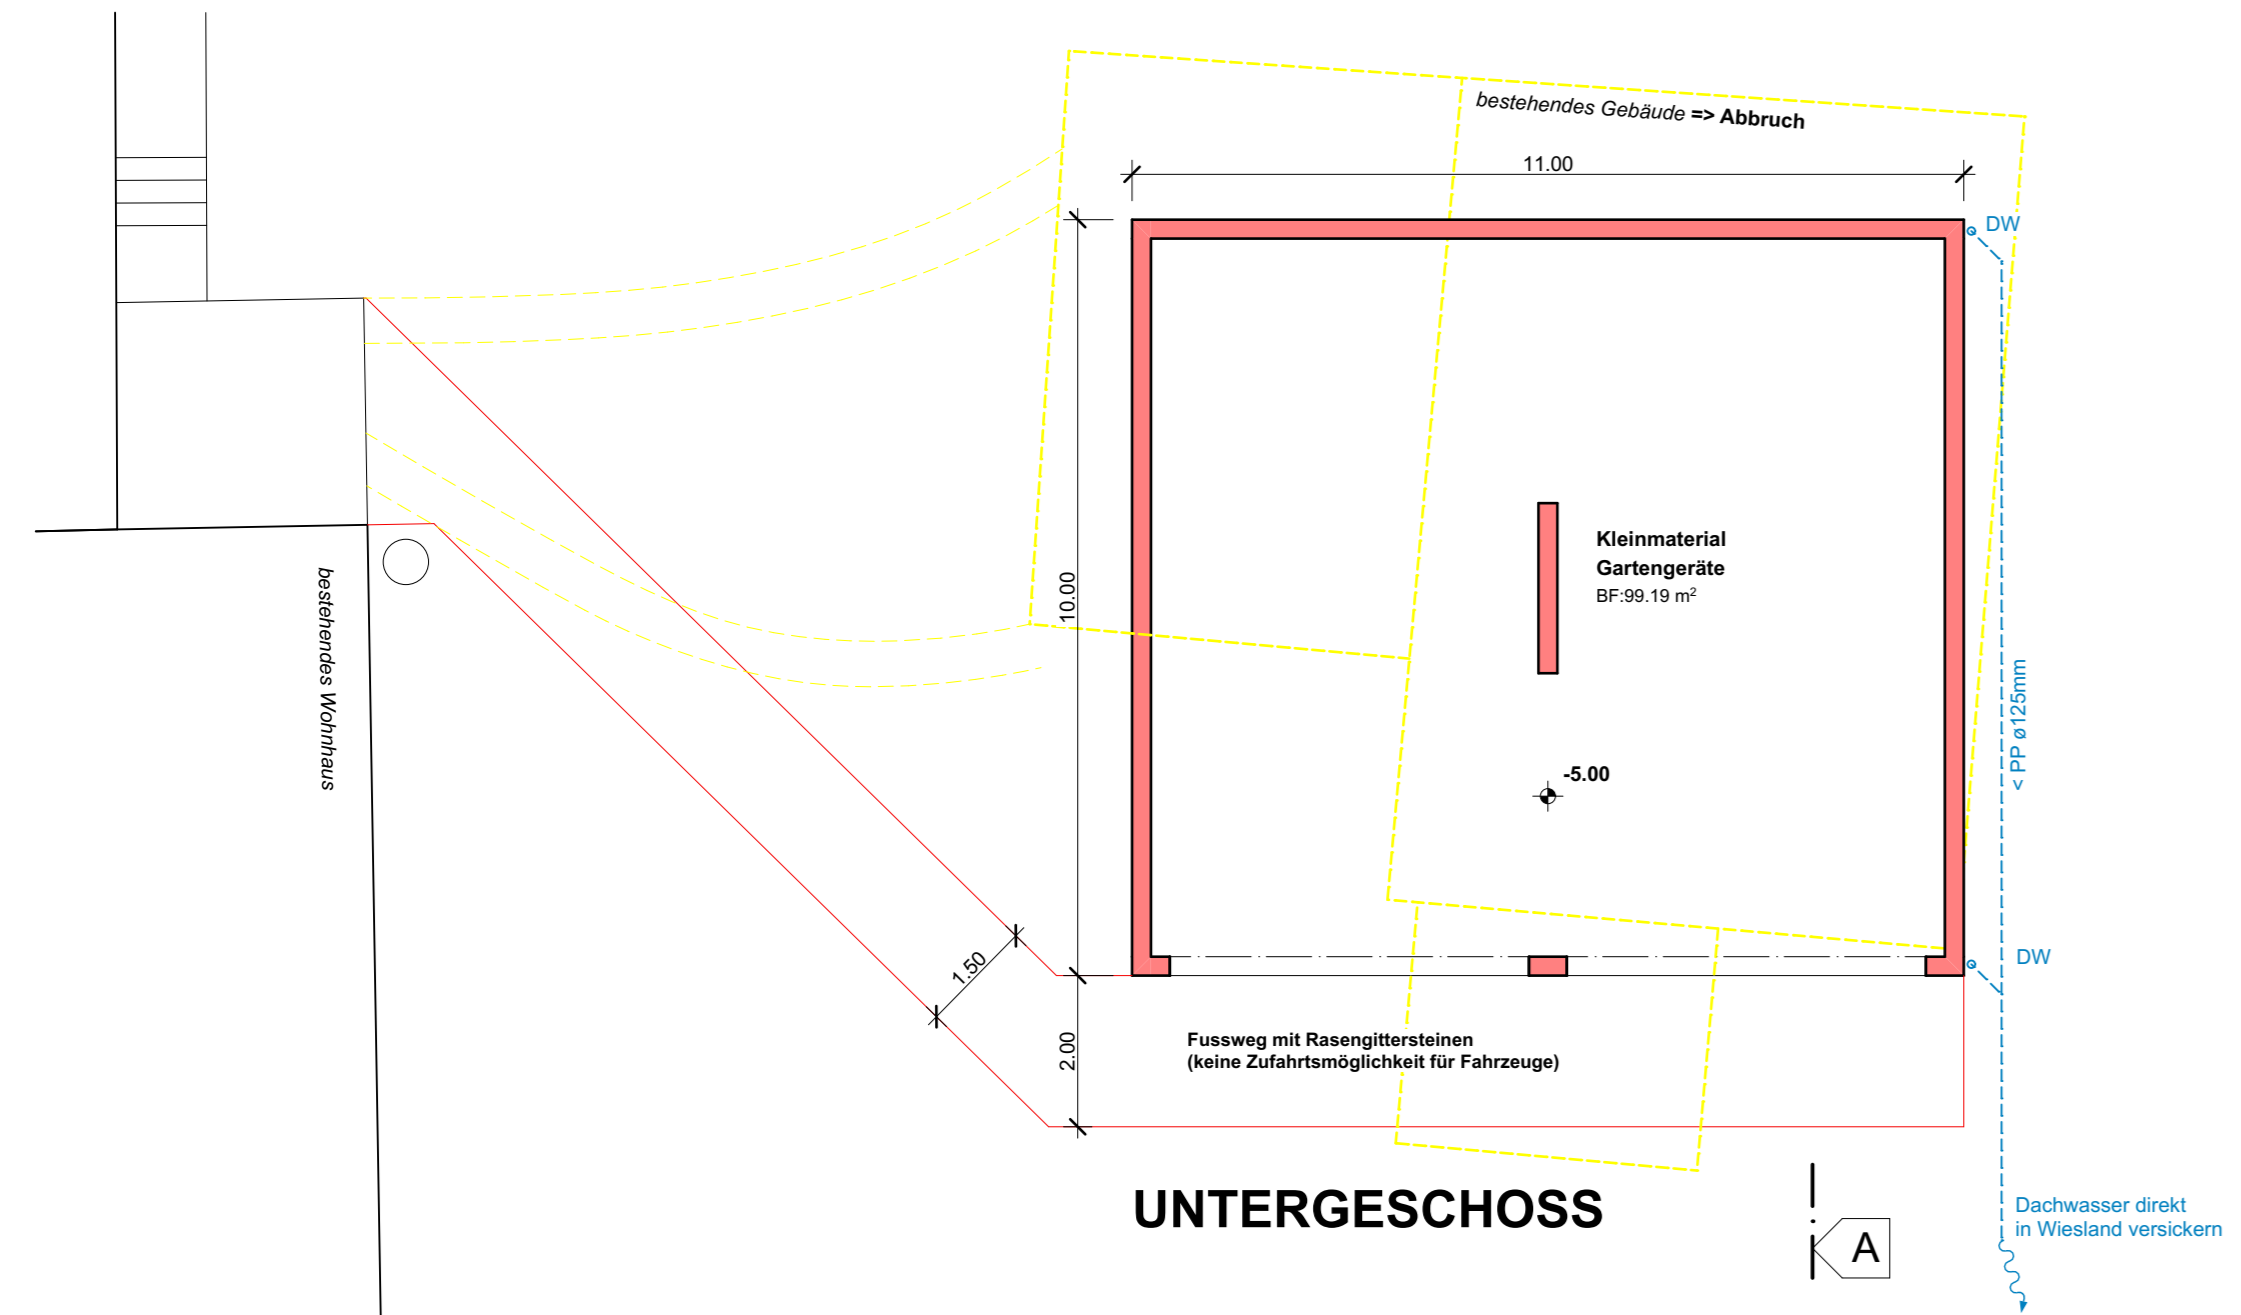 bestehendes Gebäude => Abbruch
11.00
DW
10.00
Kleinmaterial
Gartengeräte
BF:99.19 m²
bestehendes Wohnhaus
< PP ø125mm
-5.00
DW
1.50
2.00
Fussweg mit Rasengittersteinen
(keine Zufahrtsmöglichkeit für Fahrzeuge)
UNTERGESCHOSS
A
Dachwasser direkt
in Wiesland versickern